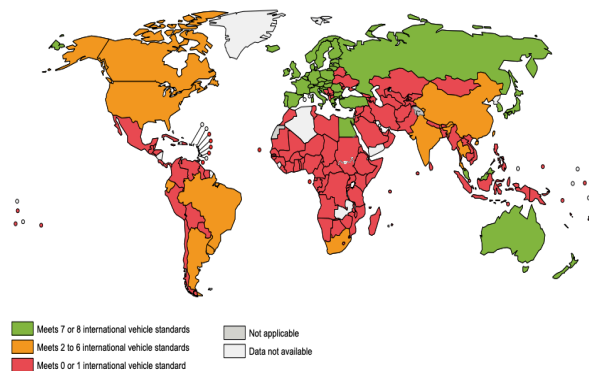 Meets 7 or 8 international vehicle standards
Meets 2 to 6 international vehicle standards
Meets 0 or 1 international vehicle standard
Not applicable
Data not available